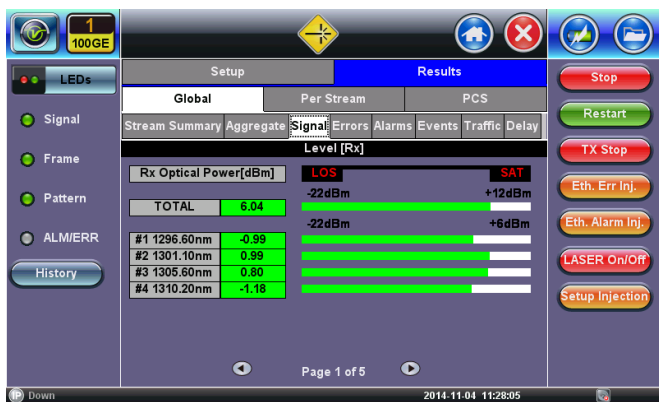 1
100GE
LEDs
Signal
Frame
Pattern
ALM/ERR
History
Setup Results
Global Per Stream PCS
Stream Summary Aggregate Signal Errors Alarms Events Traffic Delay
Level [Rx]
Rx Optical Power[dBm] LOS SAT
-22dBm +12dBm
TOTAL 6.04
-22dBm +6dBm
#1 1296.60nm -0.99
#2 1301.10nm 0.99
#3 1305.60nm 0.80
#4 1310.20nm -1.18
Page 1 of 5
Stop
Restart
TX Stop
Eth. Err Inj.
Eth. Alarm Inj.
LASER On/Off
Setup Injection
IP Down 2014-11-04 11:28:05